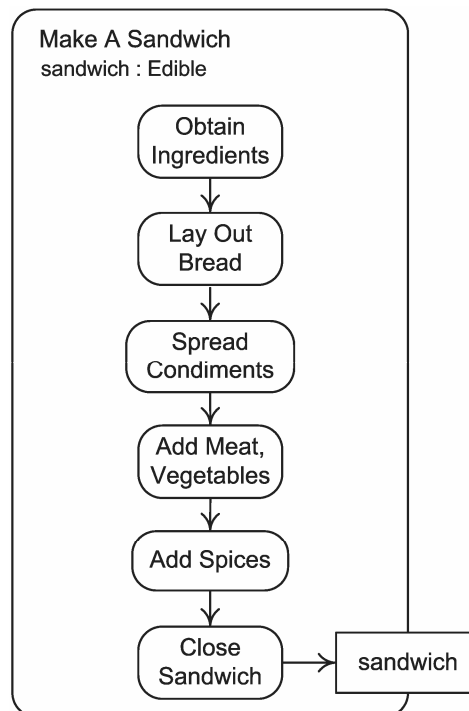 Make A Sandwich
sandwich : Edible
Obtain
Ingredients
Lay Out
Bread
Spread
Condiments
Add Meat,
Vegetables
Add Spices
Close
Sandwich
sandwich